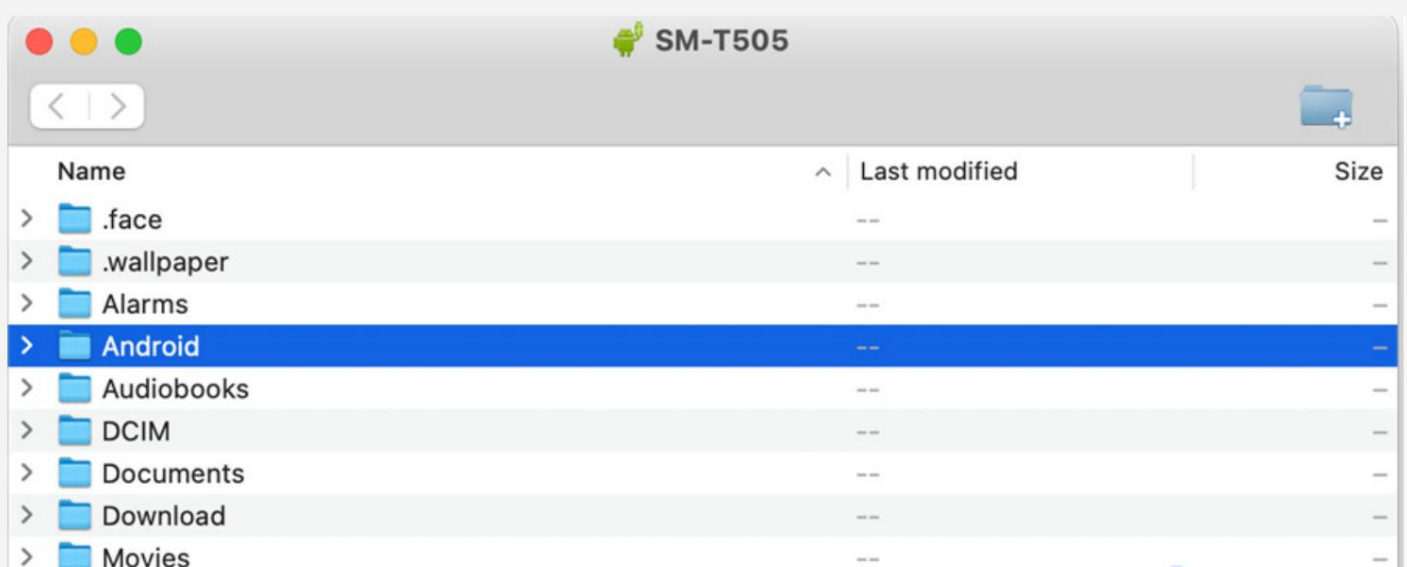 SM-T505
Name Last modified Size
.face -- --
.wallpaper -- --
Alarms -- --
Android -- --
Audiobooks -- --
DCIM -- --
Documents -- --
Download -- --
Movies -- --